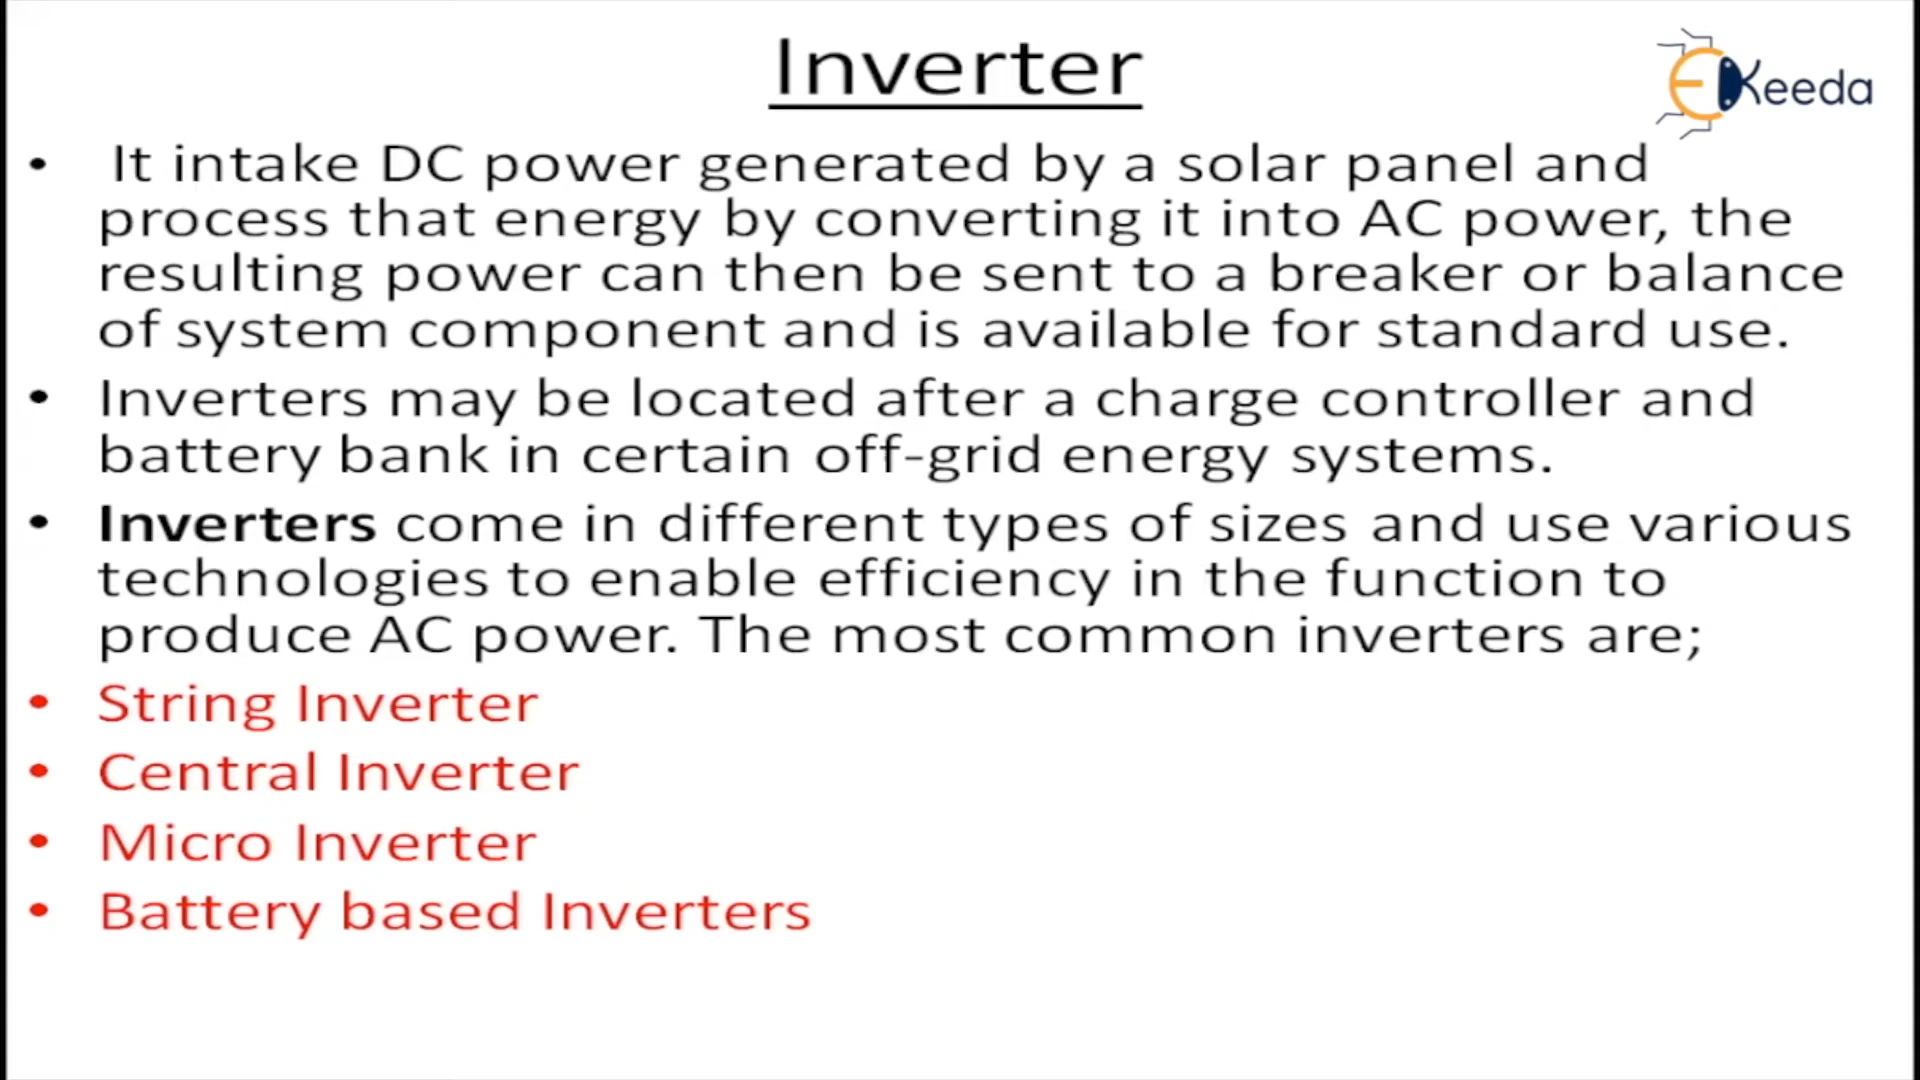 Inverter
EKeeda
• It intake DC power generated by a solar panel and
process that energy by converting it into AC power, the
resulting power can then be sent to a breaker or balance
of system component and is available for standard use.
• Inverters may be located after a charge controller and
battery bank in certain off-grid energy systems.
• Inverters come in different types of sizes and use various
technologies to enable efficiency in the function to
produce AC power. The most common inverters are;
• String Inverter
• Central Inverter
• Micro Inverter
• Battery based Inverters